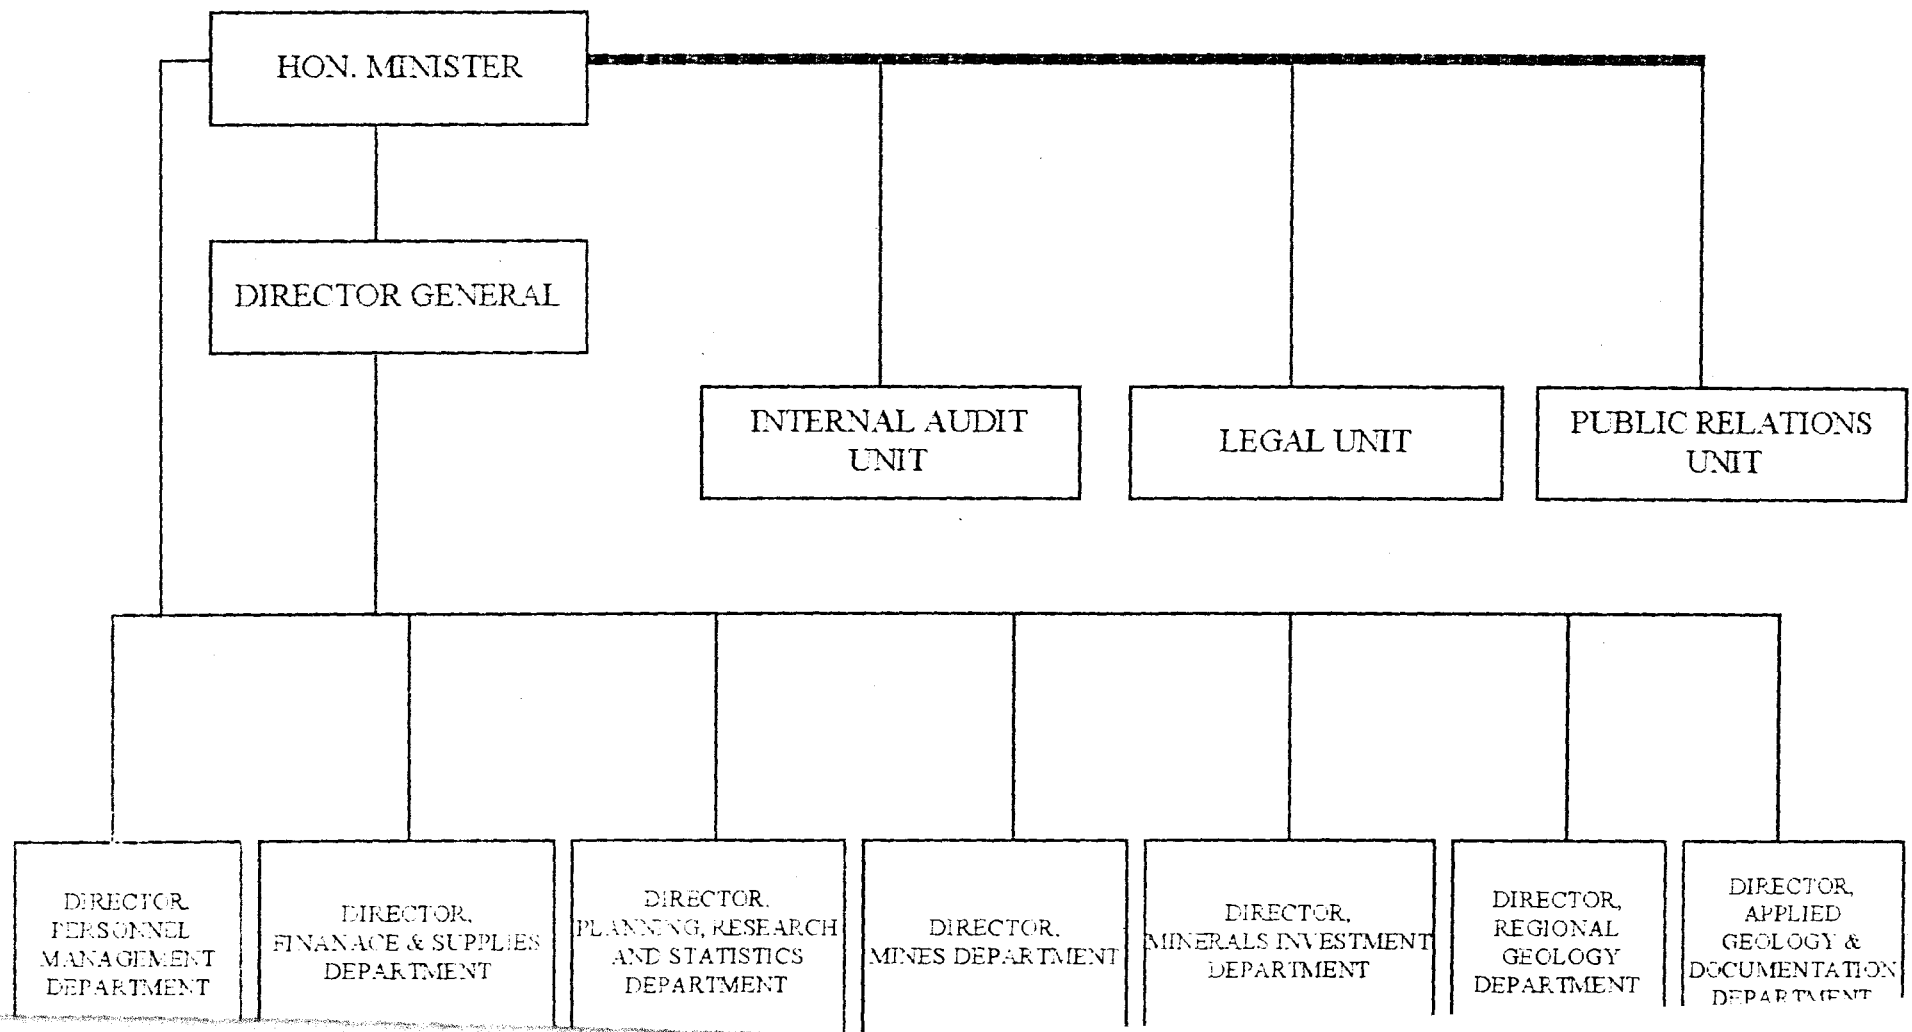 HON. MINISTER
DIRECTOR GENERAL
INTERNAL AUDIT
UNIT
LEGAL UNIT
PUBLIC RELATIONS
UNIT
DIRECTOR
PERSONNEL
MANAGEMENT
DEPARTMENT
DIRECTOR,
FINANACE & SUPPLIES
DEPARTMENT
DIRECTOR.
PLANNING, RESEARCH
AND STATISTICS
DEPARTMENT
DIRECTOR.
MINES DEPARTMENT
DIRECTOR,
MINERALS INVESTMENT
DEPARTMENT
DIRECTOR,
REGIONAL
GEOLOGY
DEPARTMENT
DIRECTOR,
APPLIED
GEOLOGY &
DOCUMENTATION
DEPARTMENT